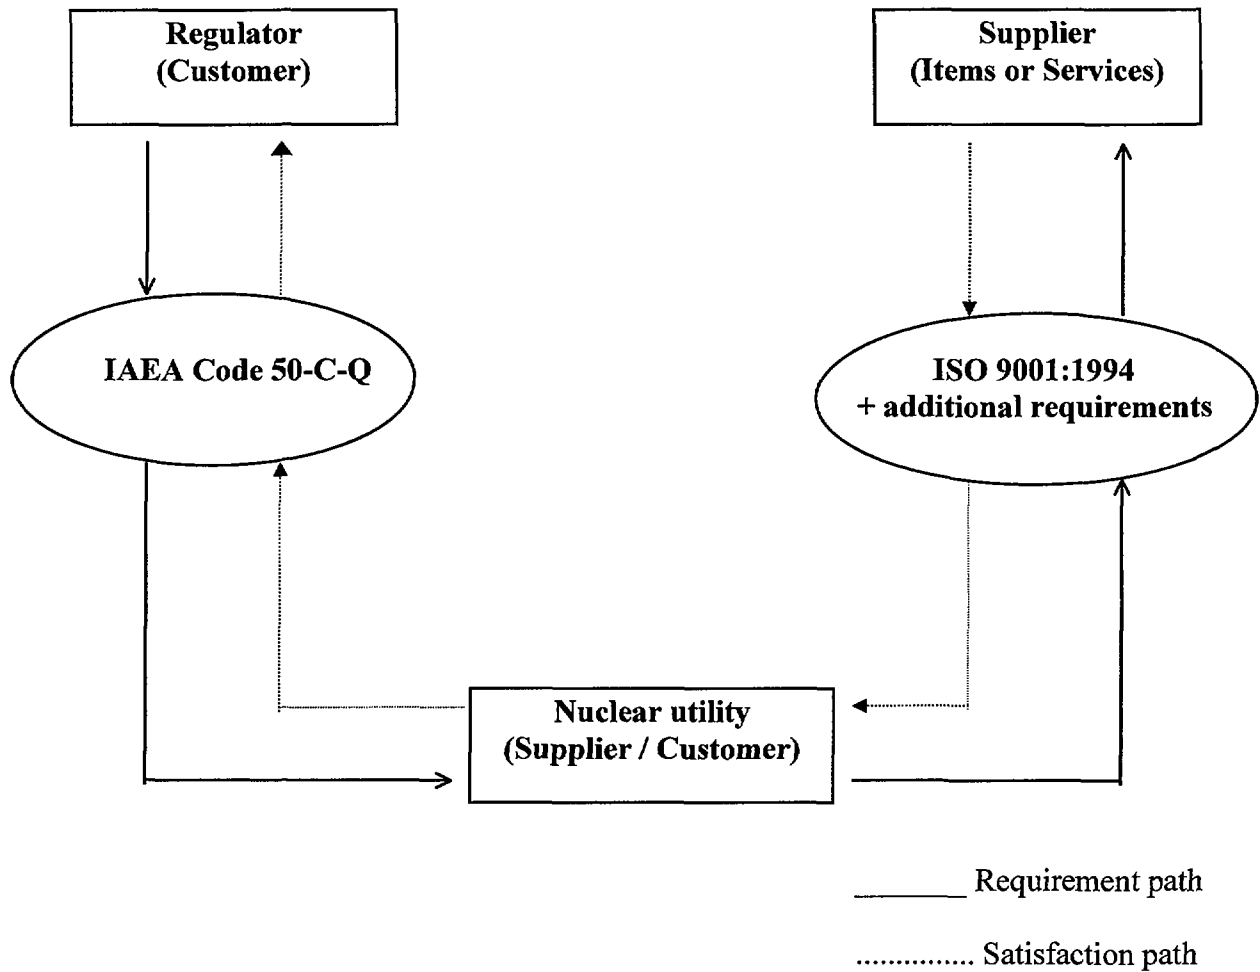 Regulator
(Customer)
Supplier
(Items or Services)
IAEA Code 50-C-Q
ISO 9001:1994
+ additional requirements
Nuclear utility
(Supplier / Customer)
Requirement path
Satisfaction path